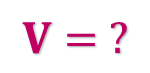 V = ?